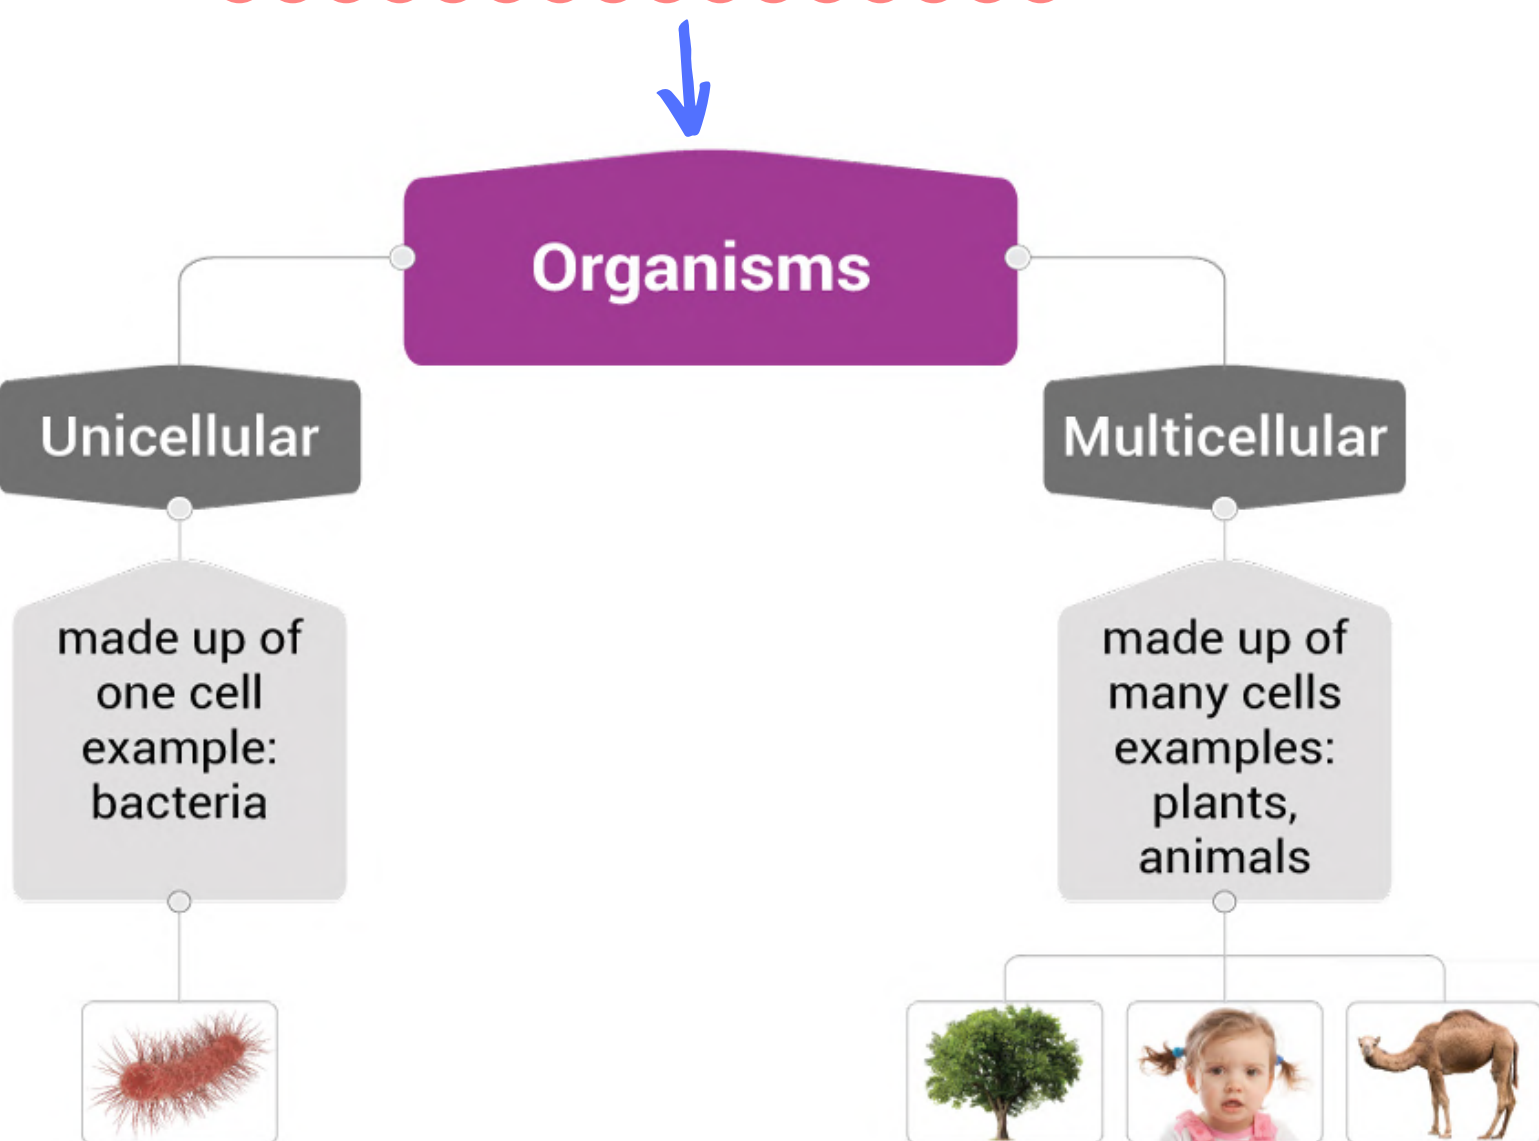 Organisms
Unicellular
made up of
one cell
example:
bacteria
Multicellular
made up of
many cells
examples:
plants,
animals